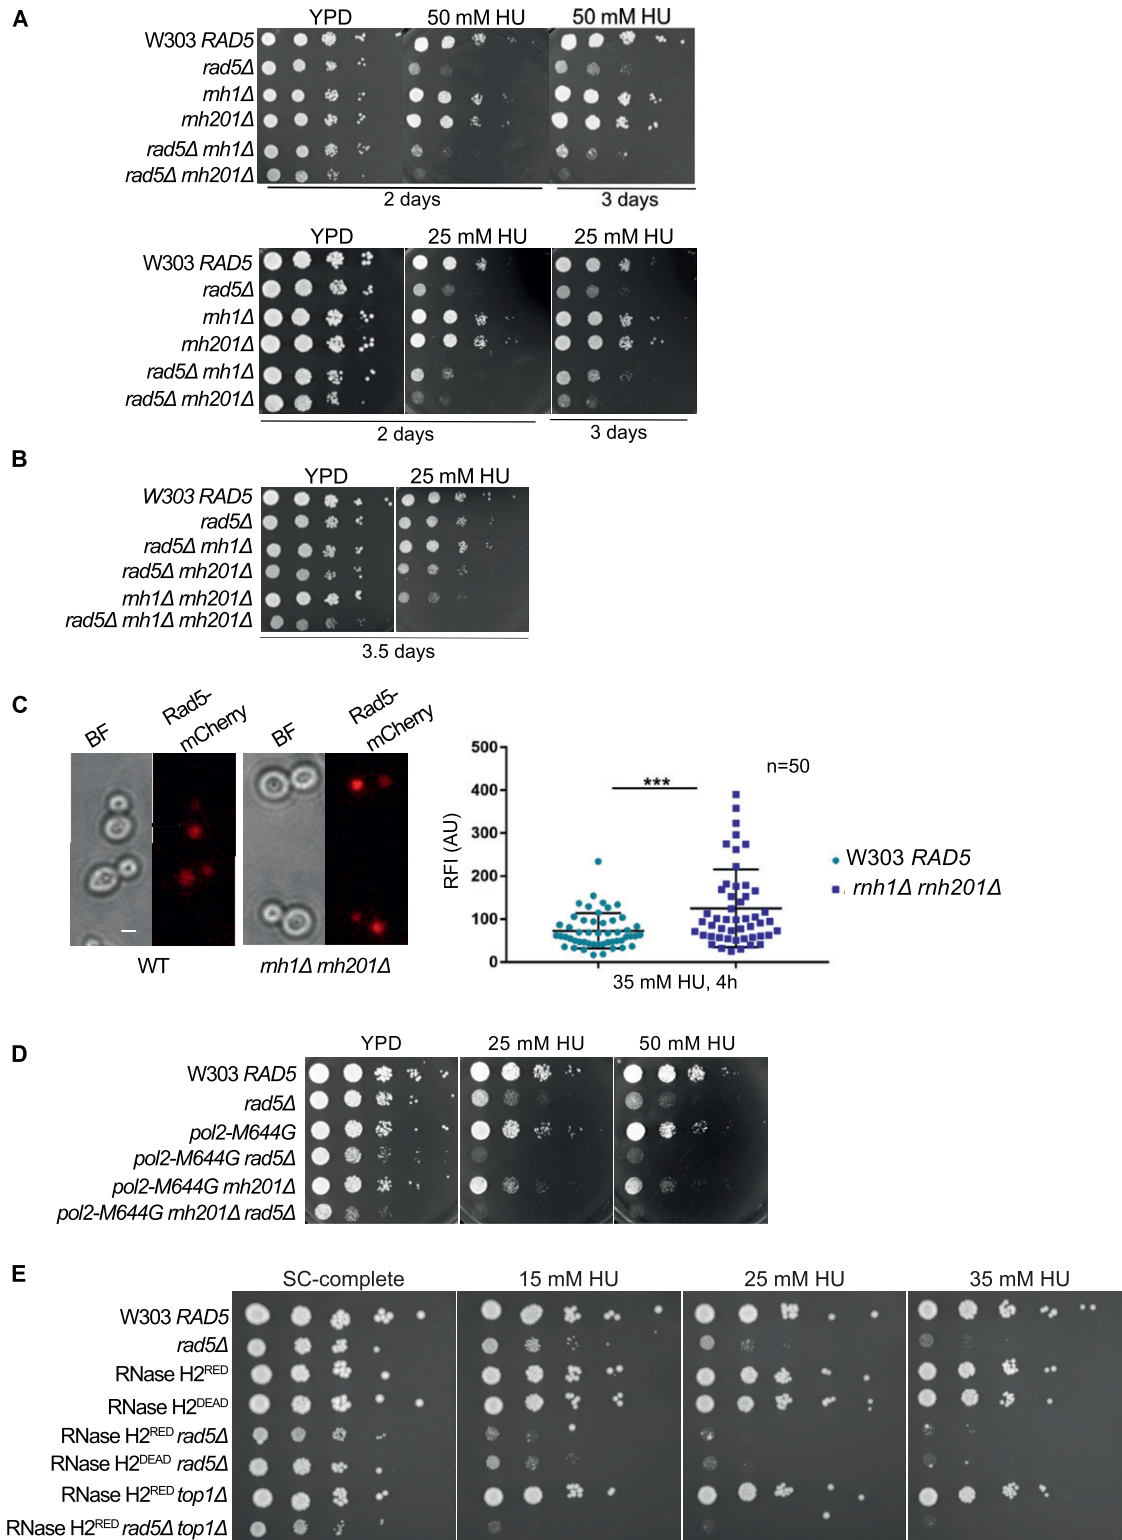 A
YPD 50 mM HU 50 mM HU
W303 RAD5
rad5Δ
rnh1Δ
rnh201Δ
rad5Δ rnh1Δ
rad5Δ rnh201Δ
2 days 3 days
YPD 25 mM HU 25 mM HU
W303 RAD5
rad5Δ
rnh1Δ
rnh201Δ
rad5Δ rnh1Δ
rad5Δ rnh201Δ
2 days 3 days
B
YPD 25 mM HU
W303 RAD5
rad5Δ
rad5Δ rnh1Δ
rad5Δ rnh201Δ
rnh1Δ rnh201Δ
rad5Δ rnh1Δ rnh201Δ
3.5 days
C
BF
Rad5-
mCherry
BF
Rad5-
mCherry
WT
rnh1Δ rnh201Δ
RFI (AU)
500
400
300
200
100
0
***
n=50
W303 RAD5
rnh1Δ rnh201Δ
35 mM HU, 4h
D
YPD 25 mM HU 50 mM HU
W303 RAD5
rad5Δ
pol2-M644G
pol2-M644G rad5Δ
pol2-M644G rnh201Δ
pol2-M644G rnh201Δ rad5Δ
E
SC-complete 15 mM HU 25 mM HU 35 mM HU
W303 RAD5
rad5Δ
RNase H2RED
RNase H2DEAD
RNase H2RED rad5Δ
RNase H2DEAD rad5Δ
RNase H2RED top1Δ
RNase H2RED rad5Δ top1Δ